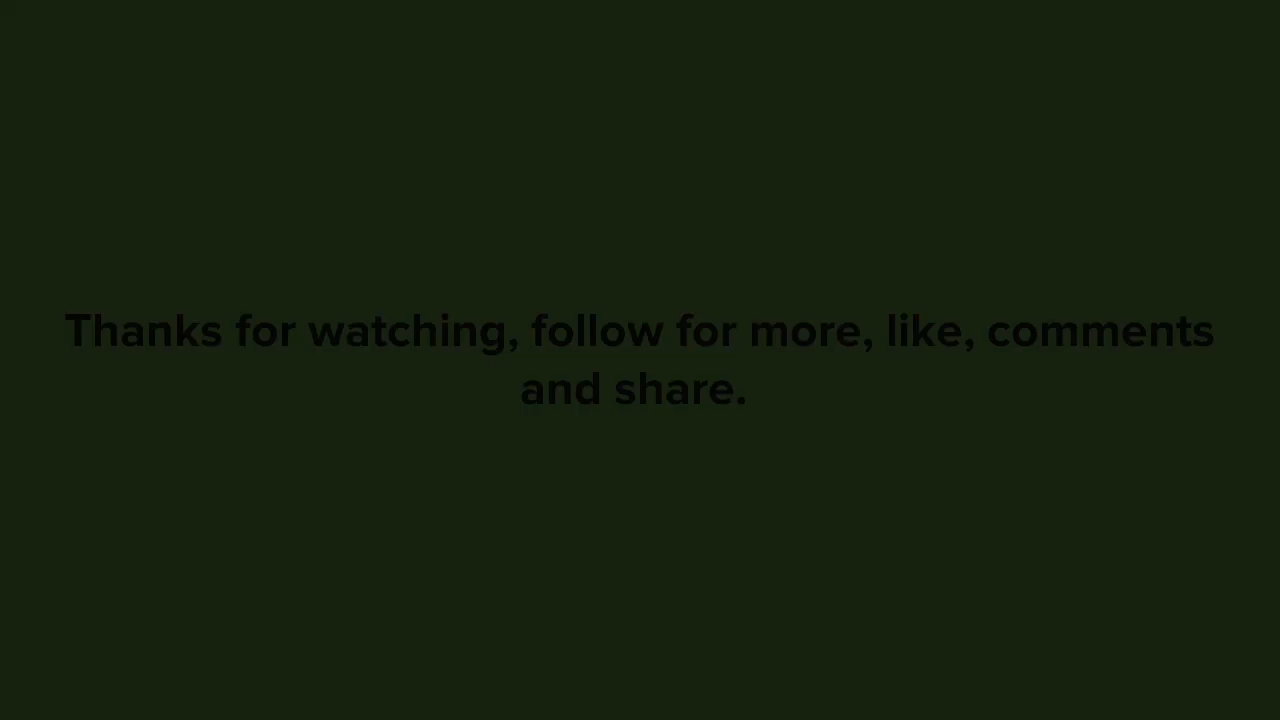 Thanks for watching, follow for more, like, comments
and share.